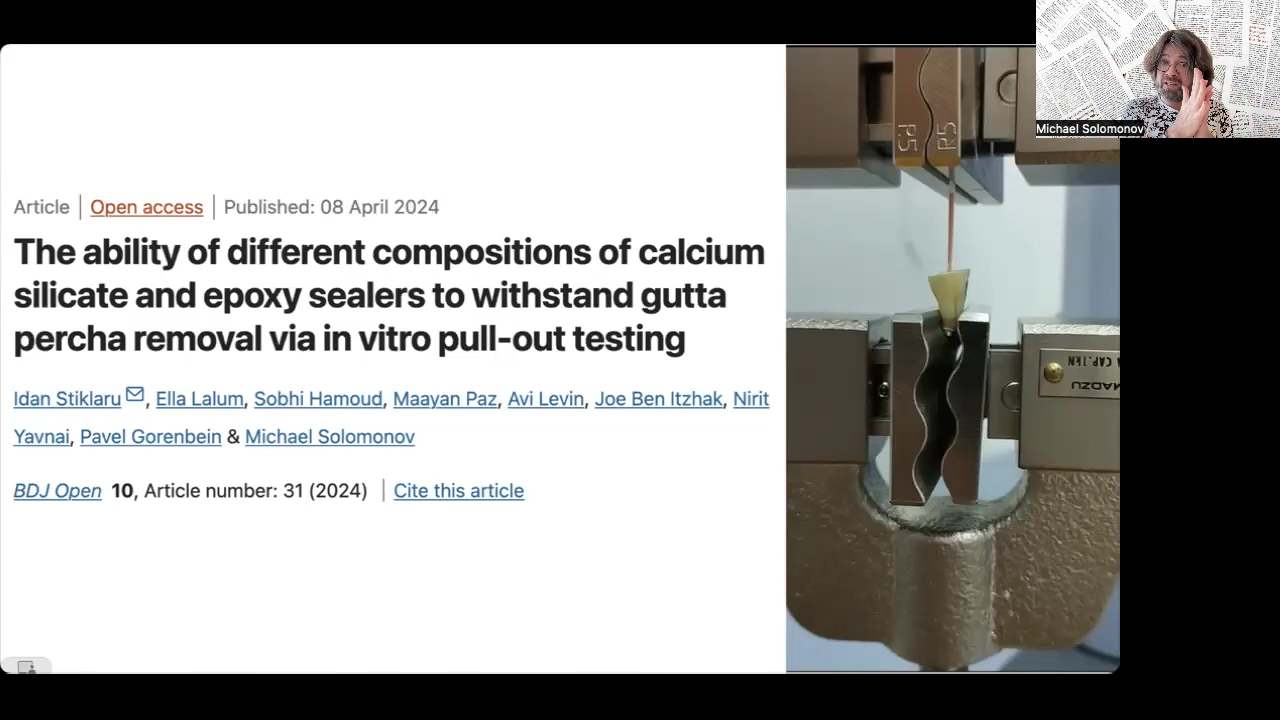 Article | Open access | Published: 08 April 2024
The ability of different compositions of calcium
silicate and epoxy sealers to withstand gutta
percha removal via in vitro pull-out testing
Idan Stiklaru, Ella Lalum, Sobhi Hamoud, Maayan Paz, Avi Levin, Joe Ben Itzhak, Nirit
Yavnai, Pavel Gorenbein & Michael Solomonov
BDJ Open 10, Article number: 31 (2024) | Cite this article
Michael Solomonov
CAP.1KN
MADZU